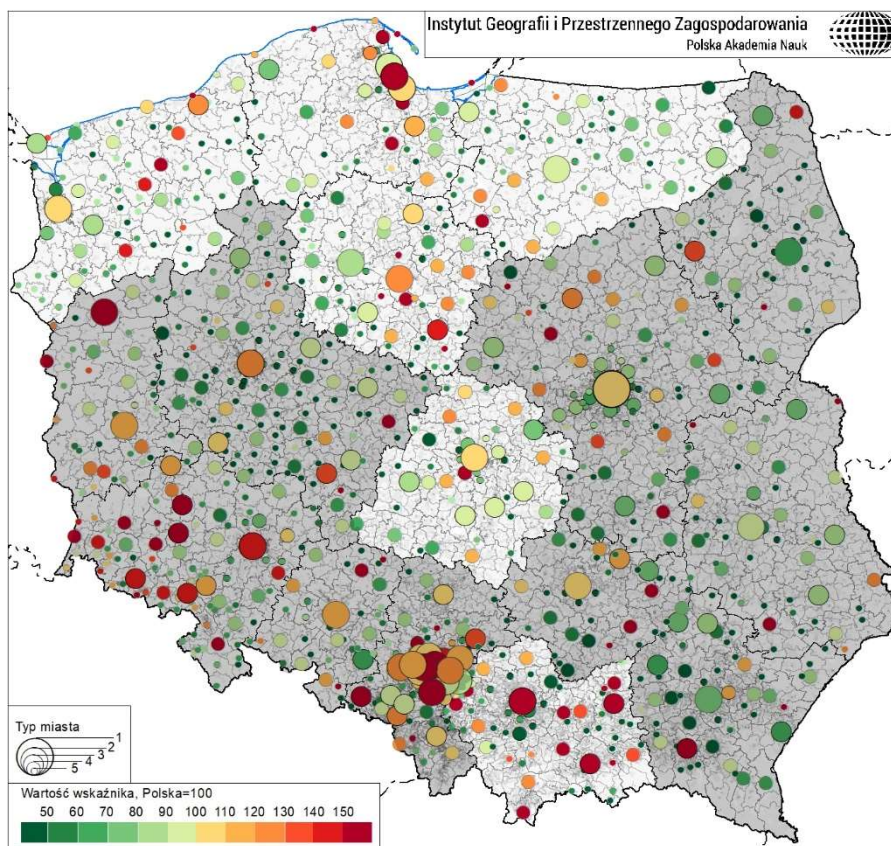 Instytut Geografii i Przestrzennego Zagospodarowania
Polska Akademia Nauk
Typ miasta
1
2
3
4
5
Wartość wskaźnika, Polska=100
50 60 70 80 90 100 110 120 130 140 150